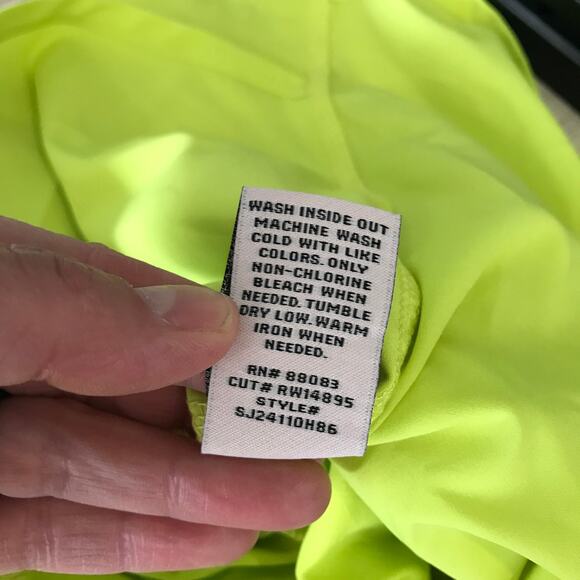 WASH INSIDE OUT
MACHINE WASH
COLD WITH LIKE
COLORS. ONLY
NON-CHLORINE
BLEACH WHEN
NEEDED. TUMBLE
DRY LOW. WARM
IRON WHEN
NEEDED.
RN# 88083
CUT# RW14895
STYLE#
SJ24110H86